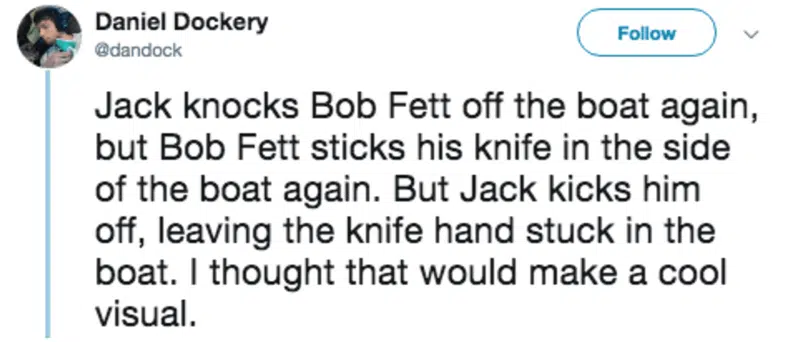 Daniel Dockery
@dandock
Follow
Jack knocks Bob Fett off the boat again,
but Bob Fett sticks his knife in the side
of the boat again. But Jack kicks him
off, leaving the knife hand stuck in the
boat. I thought that would make a cool
visual.